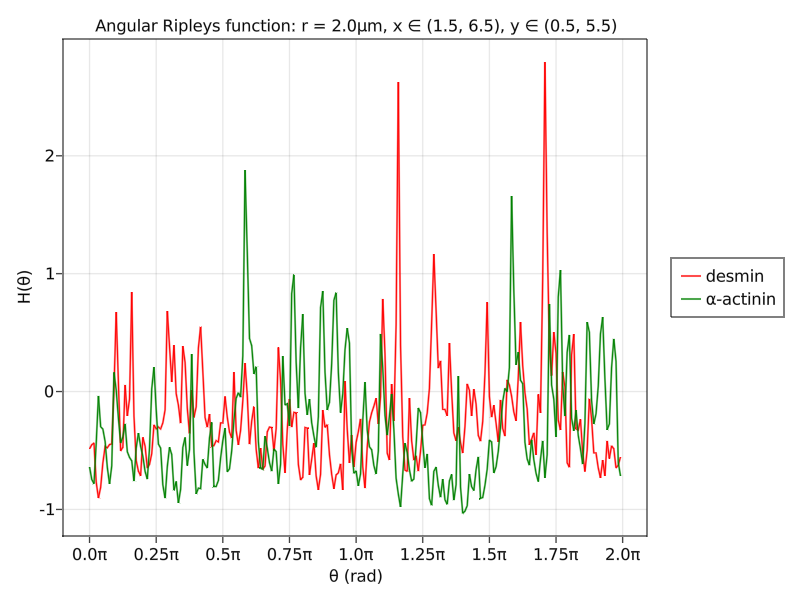 Angular Ripleys function: r = 2.0μm, x ∈ (1.5, 6.5), y ∈ (0.5, 5.5)
H(θ)
2
1
0
-1
0.0π 0.25π 0.5π 0.75π 1.0π 1.25π 1.5π 1.75π 2.0π
θ (rad)
desmin
α-actinin